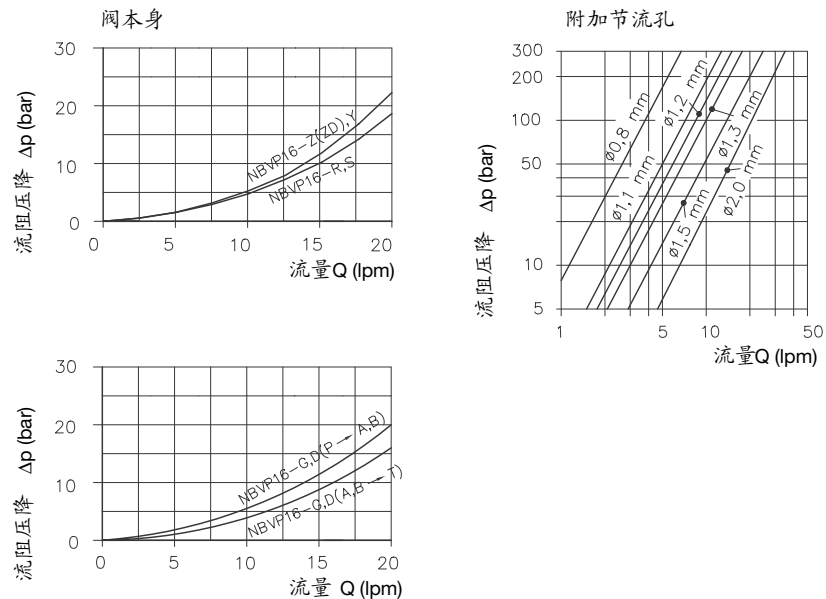 阀本身
30
20
10
0
0
5
10
15
20
流阻压降 Δp (bar)
流量Q (lpm)
NBVP16-Z(ZD),Y
NBVP16-R,S
30
20
10
0
0
5
10
15
20
流阻压降 Δp (bar)
流量 Q (lpm)
NBVP16-G,D(P→A,B)
NBVP16-G,D(A,B→T)
附加节流孔
300
200
100
50
10
5
1
5
10
50
流阻压降 Δp (bar)
流量Q (lpm)
ø0,8 mm
ø1,1 mm
ø1,2 mm
ø1,3 mm
ø1,5 mm
ø2,0 mm